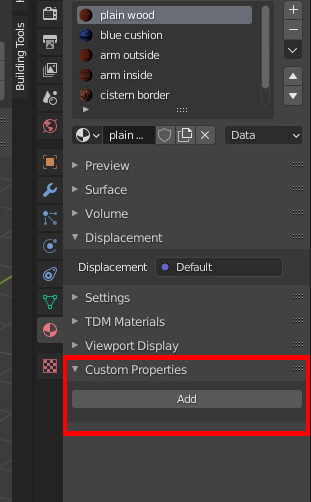 Building Tools
plain wood
blue cushion
arm outside
arm inside
cistern border
plain ...
Data
Preview
Surface
Volume
Displacement
Displacement
Default
Settings
TDM Materials
Viewport Display
Custom Properties
Add